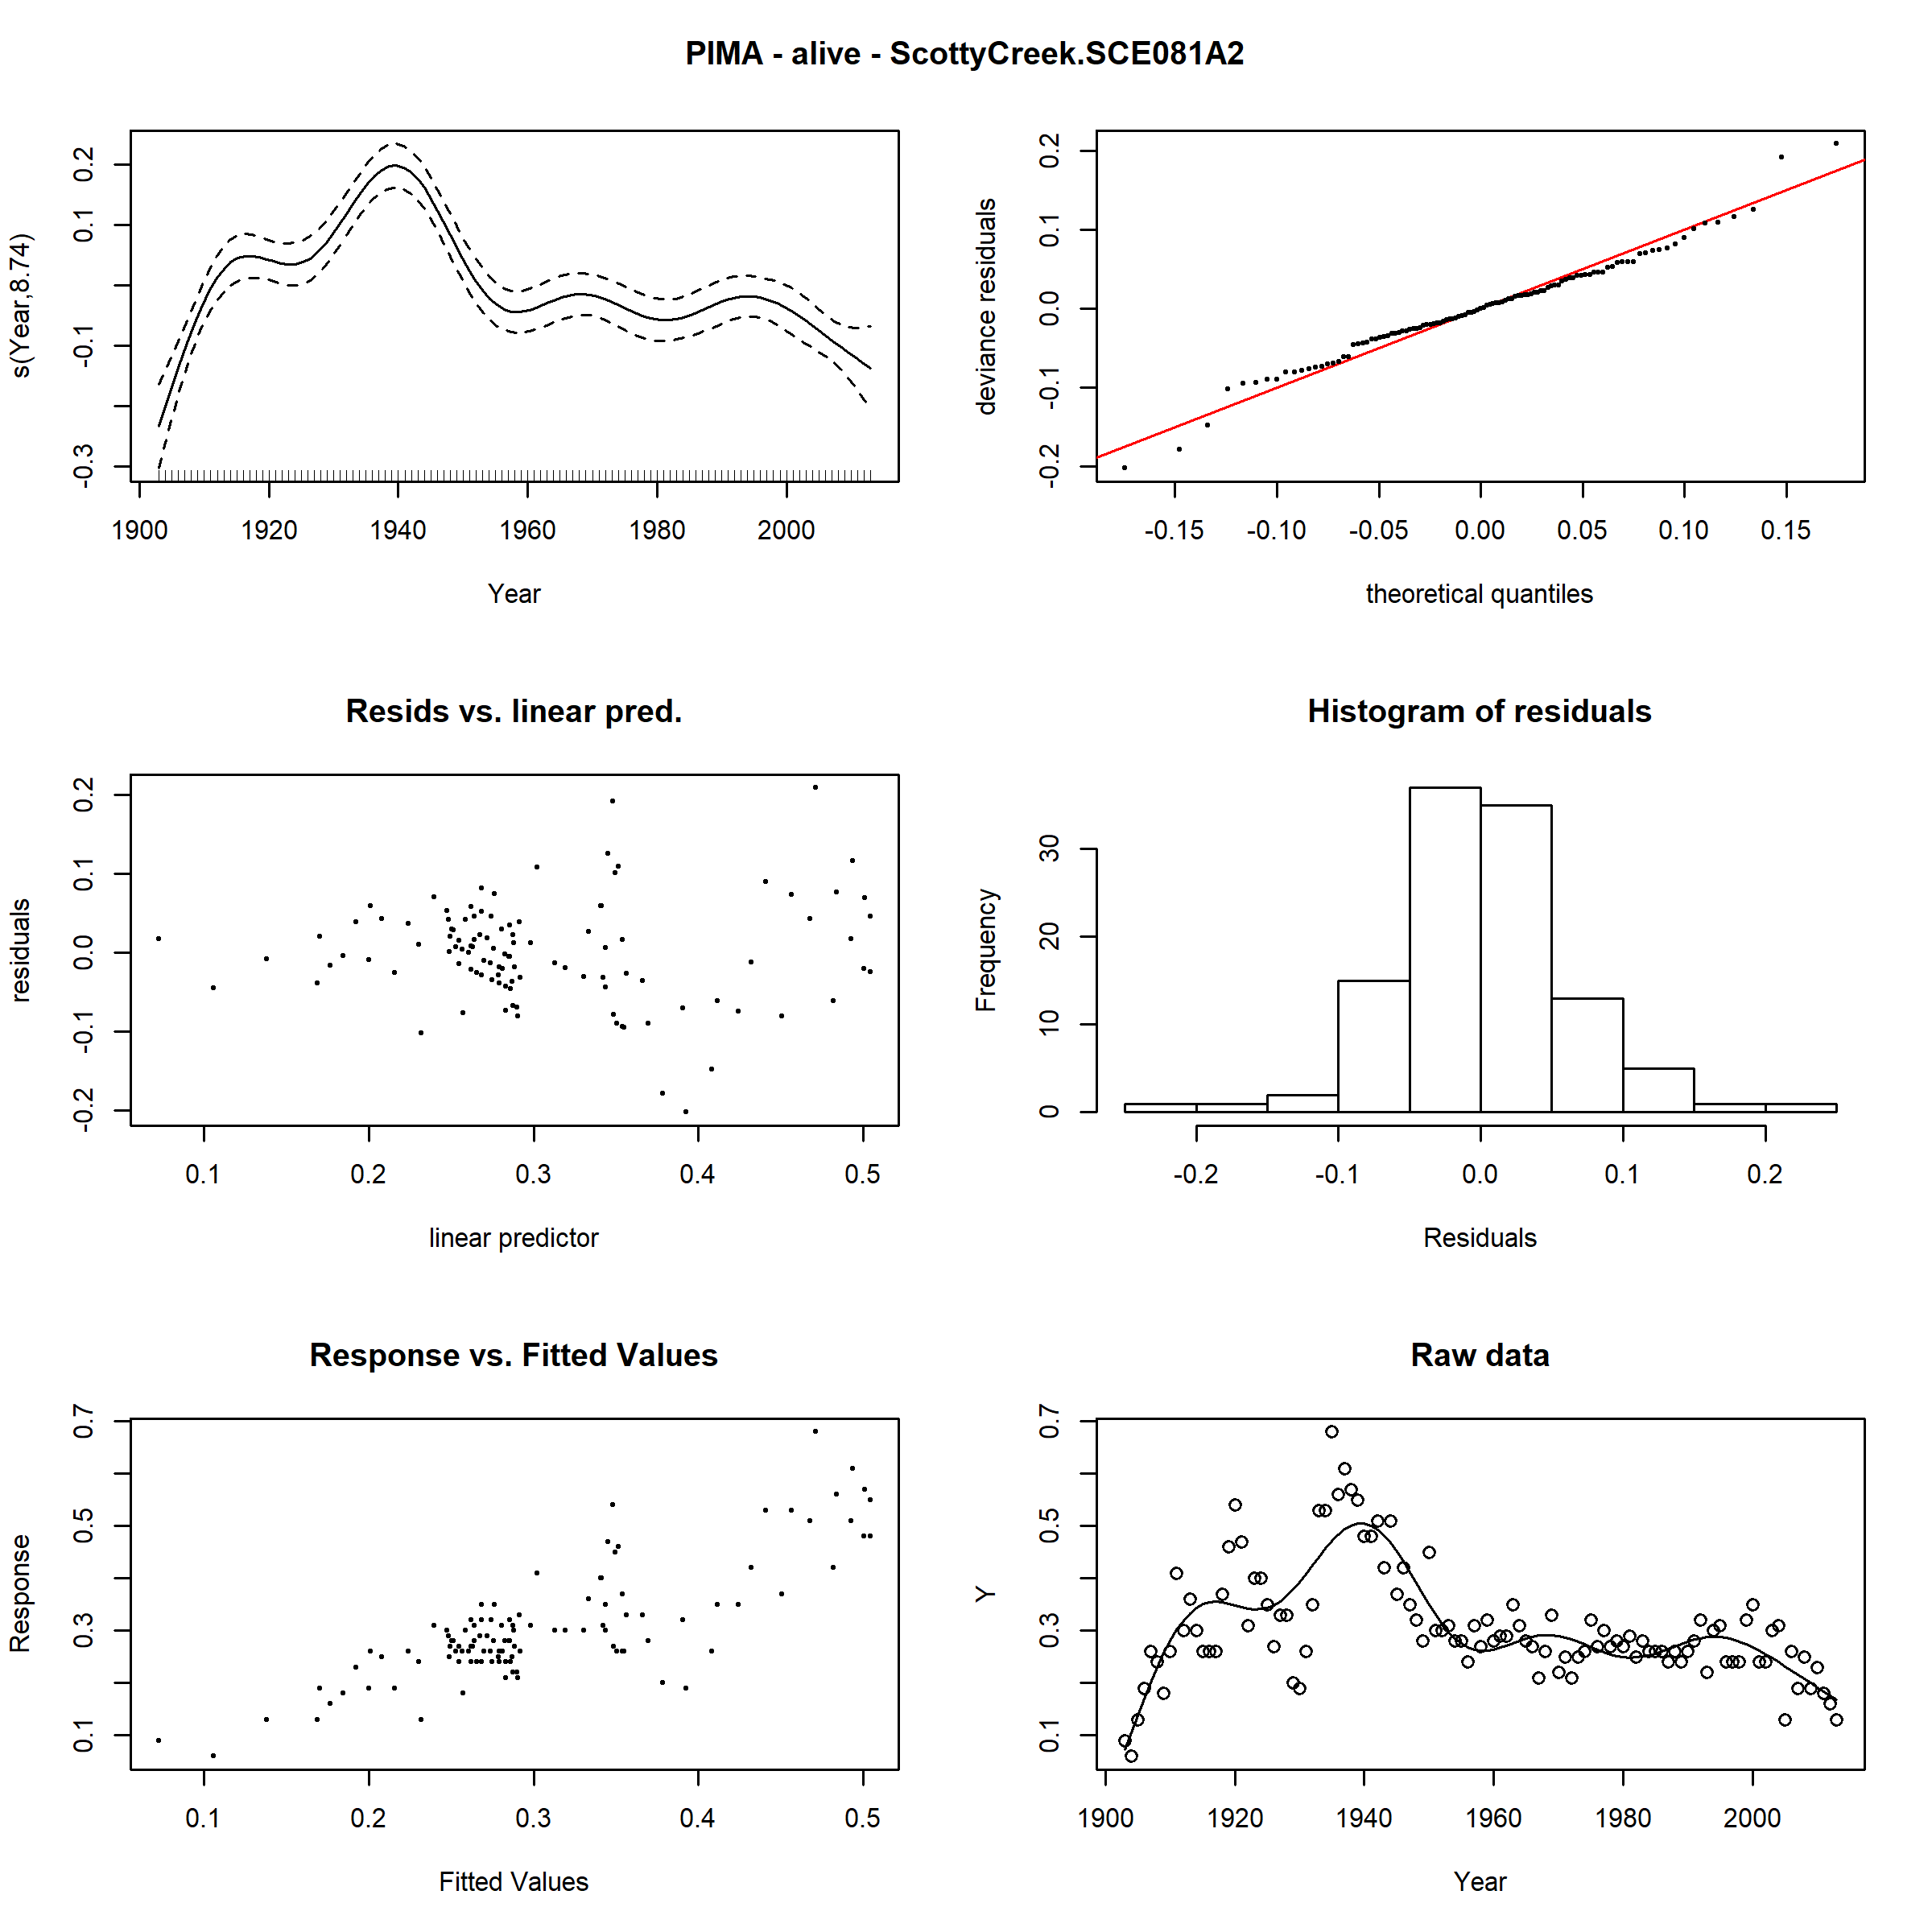 PIMA - alive - ScottyCreek.SCE081A2
s(Year,8.74)
0.2
0.1
-0.1
-0.3
1900 1920 1940 1960 1980 2000
Year
deviance residuals
0.2
0.1
0.0
-0.1
-0.2
-0.15 -0.10 -0.05 0.00 0.05 0.10 0.15
theoretical quantiles
Resids vs. linear pred.
residuals
0.2
0.1
0.0
-0.1
-0.2
0.1 0.2 0.3 0.4 0.5
linear predictor
Histogram of residuals
Frequency
30
20
10
0
-0.2 -0.1 0.0 0.1 0.2
Residuals
Response vs. Fitted Values
Response
0.7
0.5
0.3
0.1
0.1 0.2 0.3 0.4 0.5
Fitted Values
Raw data
Y
0.7
0.5
0.3
0.1
1900 1920 1940 1960 1980 2000
Year